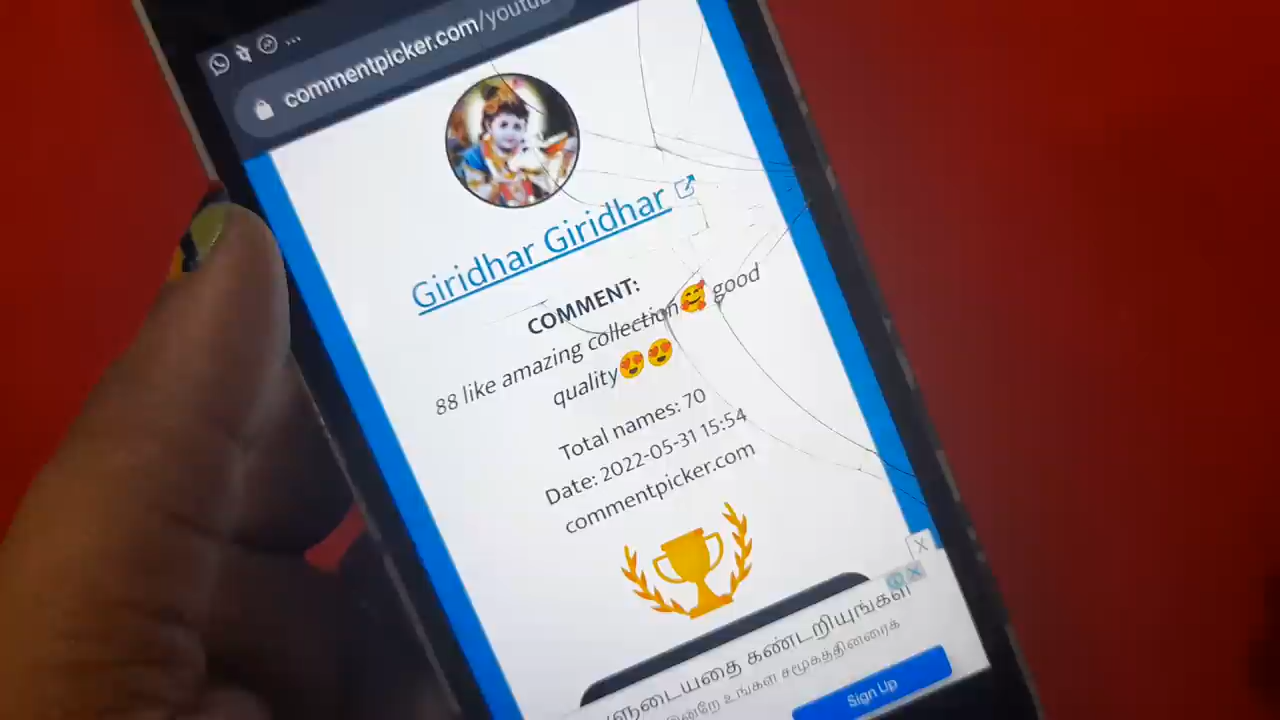 commentpicker.com/youtub
Giridhar Giridhar
COMMENT:
88 like amazing collection🥰 good
quality😍😍
Total names: 70
Date: 2022-05-31 15:54
commentpicker.com
கண்டறியுங்கள்
உங்கள் சமூகத்தினரைக்
Sign Up